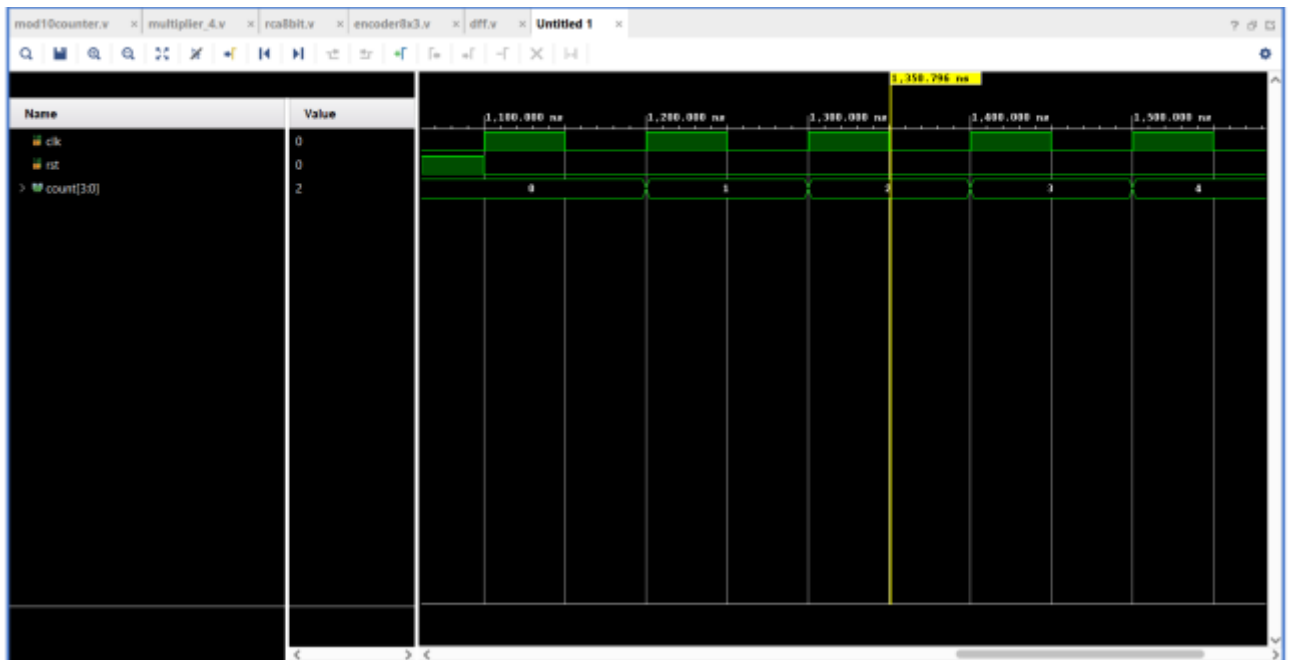 mod10counter.v × multiplier_4.v × rca8bit.v × encoder8x3.v × dff.v × Untitled 1 × ?
1,350.796 ns
Name Value 1,100.000 ns 1,200.000 ns 1,300.000 ns 1,400.000 ns 1,500.000 ns
clk 0
rst 0
> count[3:0] 2 0 1 2 3 4